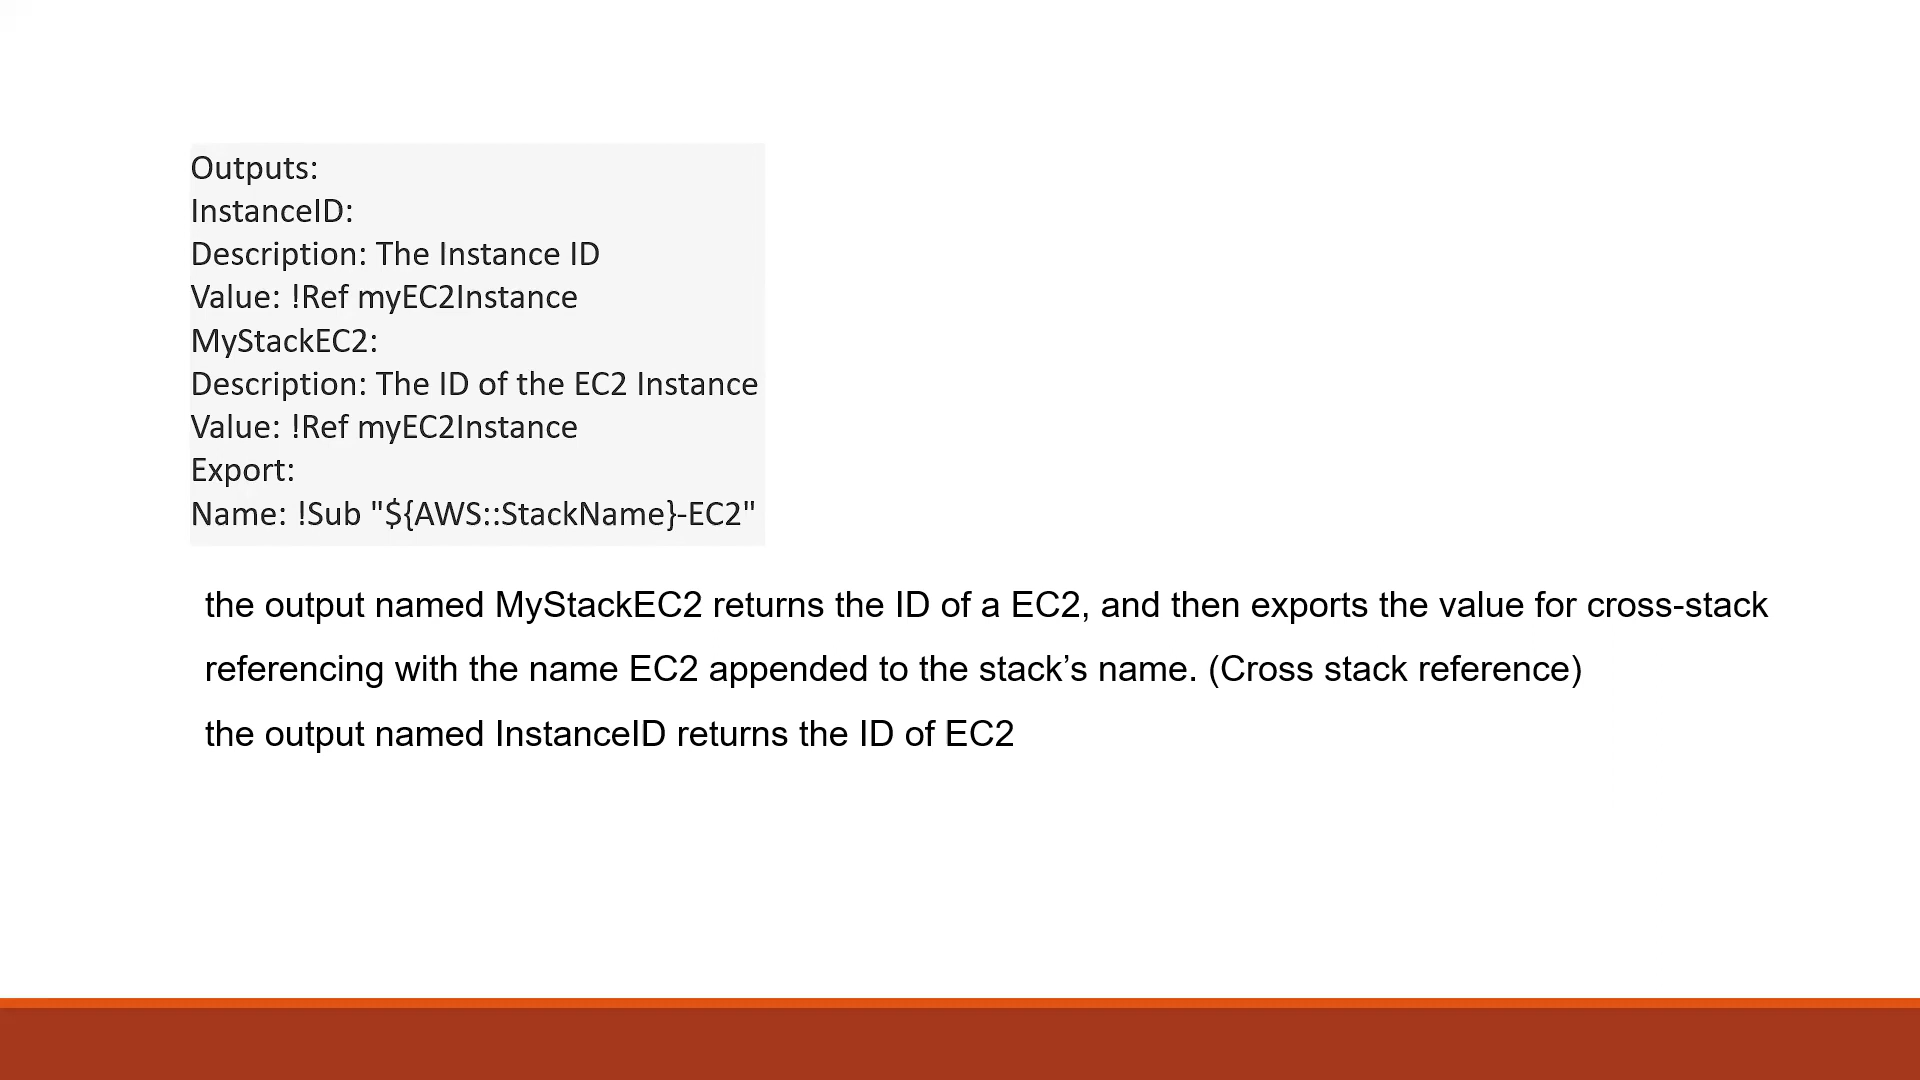 Outputs:
InstanceID:
Description: The Instance ID
Value: !Ref myEC2Instance
MyStackEC2:
Description: The ID of the EC2 Instance
Value: !Ref myEC2Instance
Export:
Name: !Sub "${AWS::StackName}-EC2"
the output named MyStackEC2 returns the ID of a EC2, and then exports the value for cross-stack
referencing with the name EC2 appended to the stack’s name. (Cross stack reference)
the output named InstanceID returns the ID of EC2